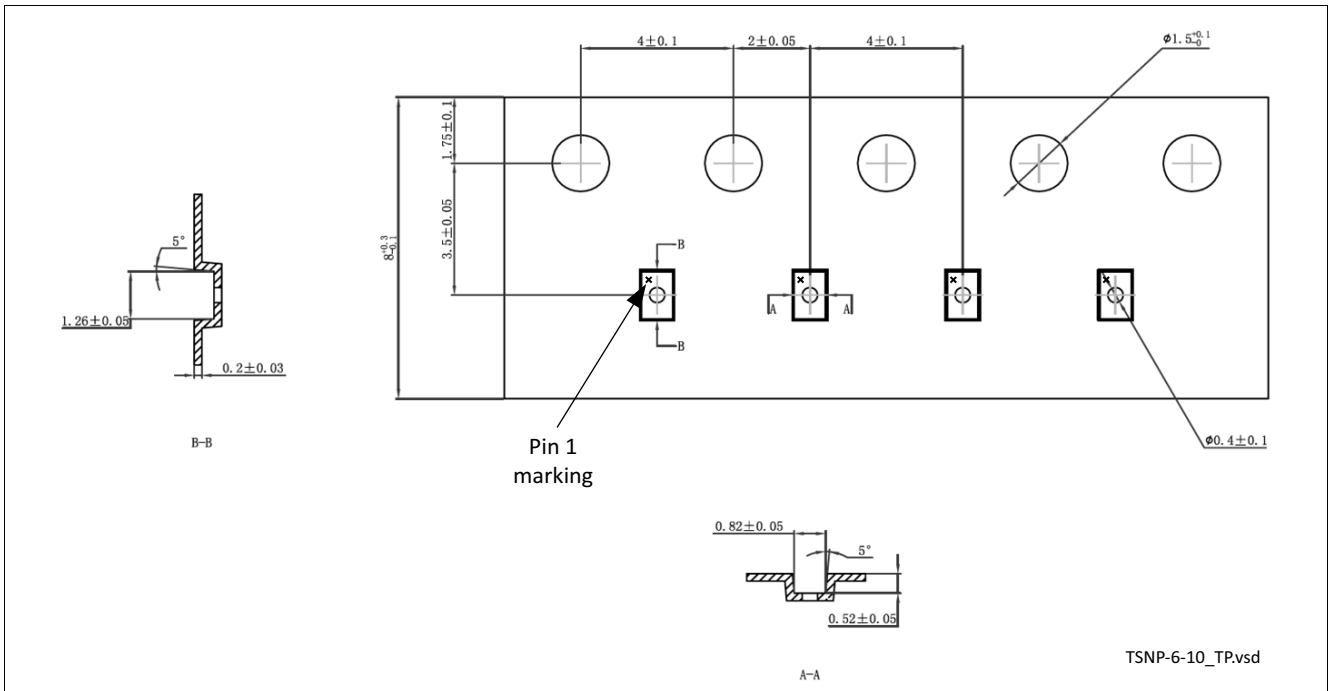 4±0.1
2±0.05
4±0.1
φ1.5+0.1-0
1.75±0.1
3.5±0.05
8+0.3-0.1
B
B
A
A
5°
1.26±0.05
0.2±0.03
B-B
Pin 1
marking
φ0.4±0.1
0.82±0.05
5°
0.52±0.05
A-A
TSNP-6-10_TP.vsd